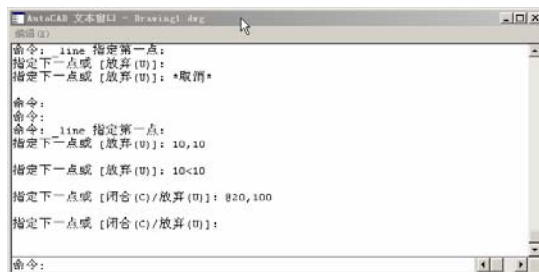 AutoCAD 文本窗口 - Drawing1.dwg
编辑(E)
命令: _line 指定第一点:
指定下一点或 [放弃(U)]:
指定下一点或 [放弃(U)]: *取消*
命令:
命令:
命令: _line 指定第一点:
指定下一点或 [放弃(U)]: 10,10
指定下一点或 [放弃(U)]: 10<10
指定下一点或 [闭合(C)/放弃(U)]: @20,100
指定下一点或 [闭合(C)/放弃(U)]:
命令: